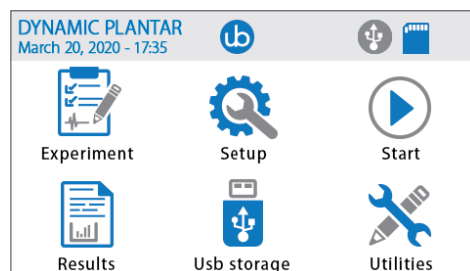 DYNAMIC PLANTAR
March 20, 2020 - 17:35
ub
Experiment
Setup
Start
Results
Usb storage
Utilities